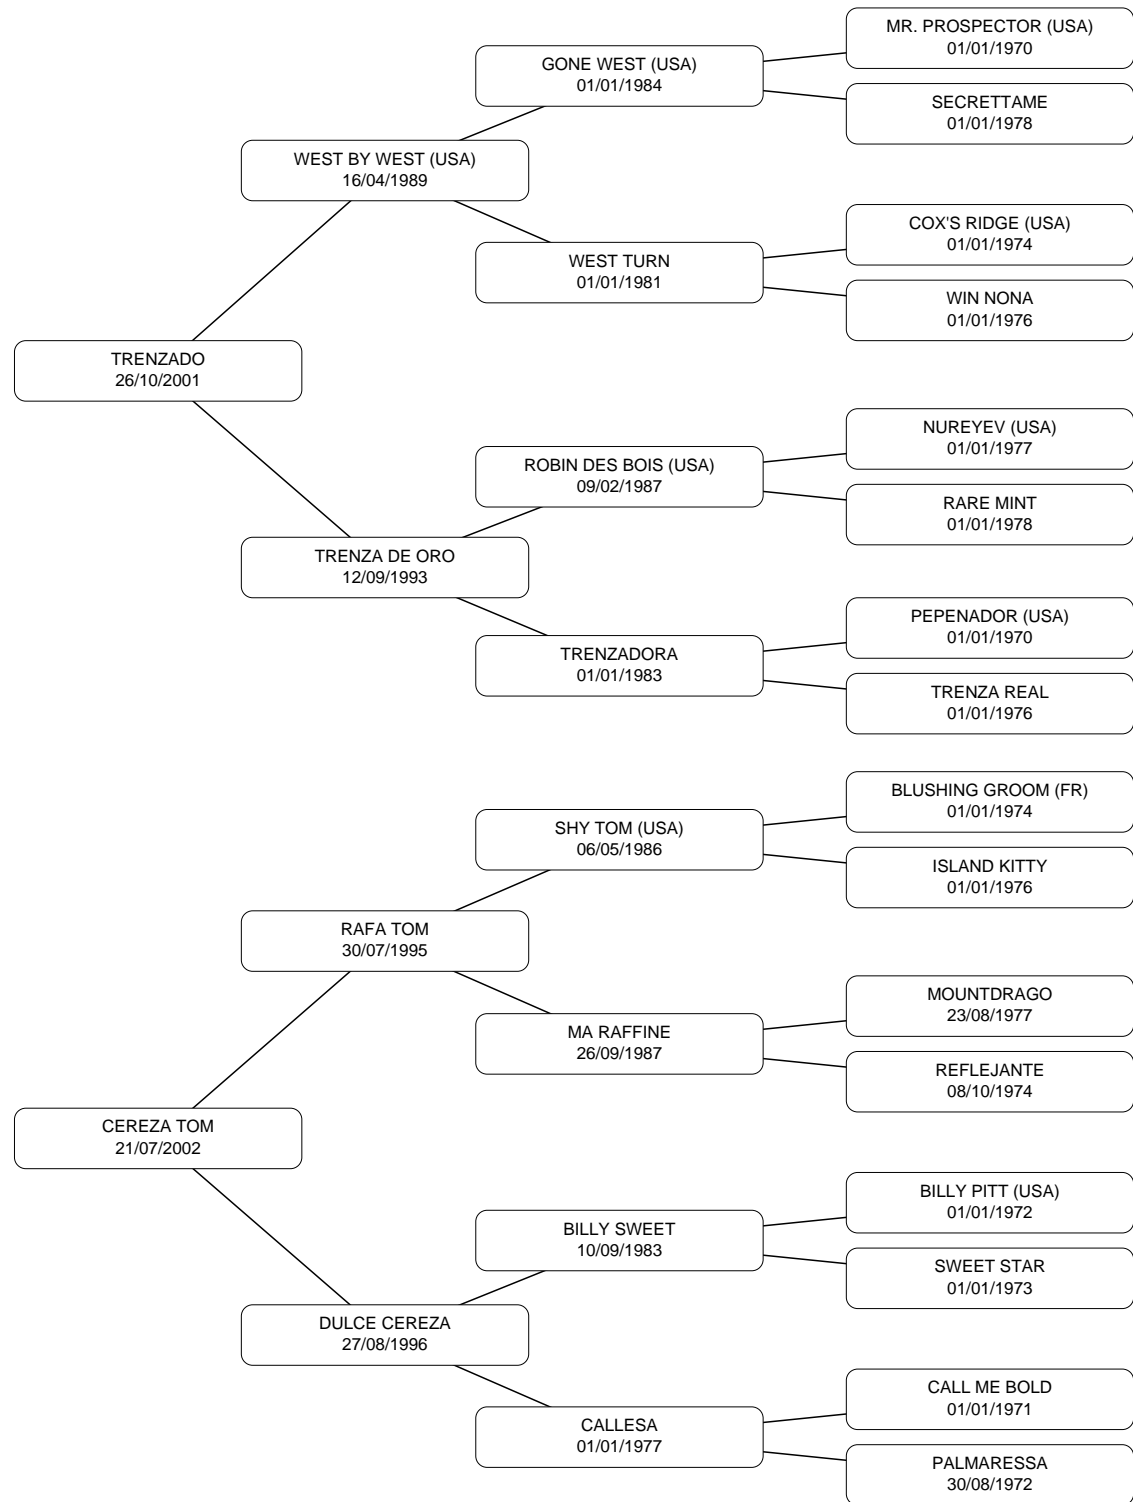 MR. PROSPECTOR (USA)
01/01/1970
GONE WEST (USA)
01/01/1984
SECRETTAME
01/01/1978
WEST BY WEST (USA)
16/04/1989
COX'S RIDGE (USA)
01/01/1974
WEST TURN
01/01/1981
WIN NONA
01/01/1976
TRENZADO
26/10/2001
NUREYEV (USA)
01/01/1977
ROBIN DES BOIS (USA)
09/02/1987
RARE MINT
01/01/1978
TRENZA DE ORO
12/09/1993
PEPENADOR (USA)
01/01/1970
TRENZADORA
01/01/1983
TRENZA REAL
01/01/1976
BLUSHING GROOM (FR)
01/01/1974
SHY TOM (USA)
06/05/1986
ISLAND KITTY
01/01/1976
RAFA TOM
30/07/1995
MOUNTDRAGO
23/08/1977
MA RAFFINE
26/09/1987
REFLEJANTE
08/10/1974
CEREZA TOM
21/07/2002
BILLY PITT (USA)
01/01/1972
BILLY SWEET
10/09/1983
SWEET STAR
01/01/1973
DULCE CEREZA
27/08/1996
CALL ME BOLD
01/01/1971
CALLESA
01/01/1977
PALMARESSA
30/08/1972